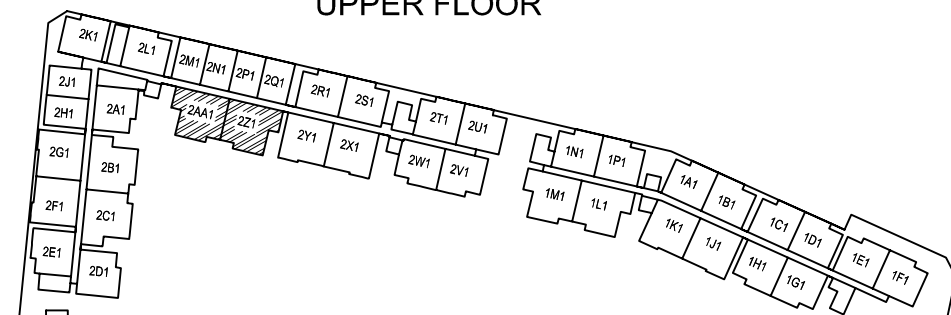 UPPER FLOOR
2K1
2L1
2M1
2N1
2P1
2Q1
2R1
2S1
2T1
2U1
2J1
2H1
2A1
2AA1
2Z1
2Y1
2X1
2W1
2V1
2G1
2B1
2F1
2C1
2E1
2D1
1N1
1P1
1A1
1B1
1C1
1D1
1E1
1F1
1M1
1L1
1K1
1J1
1H1
1G1